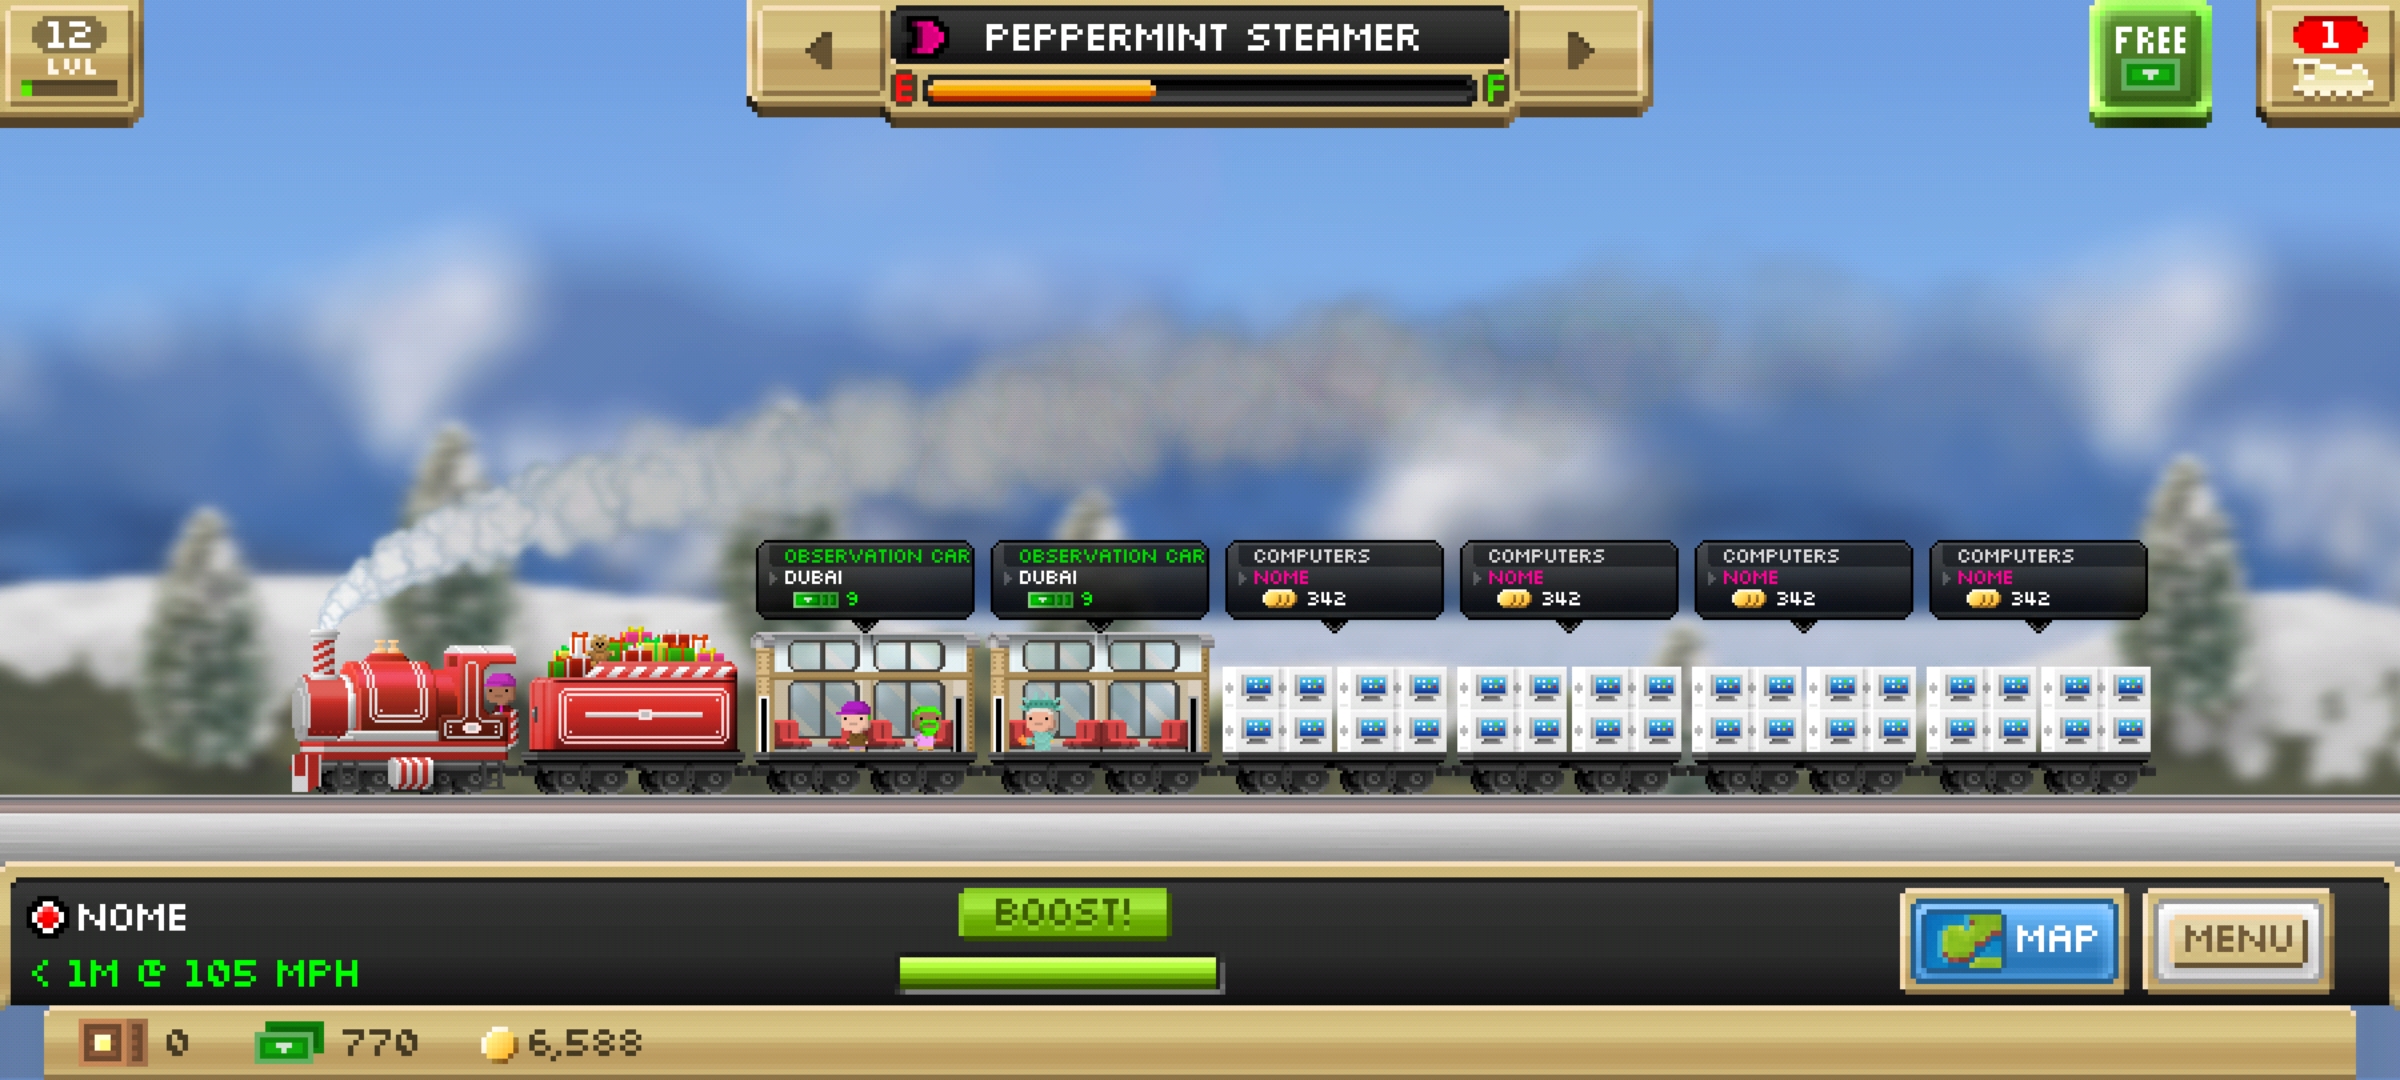 12
LVL
PEPPERMINT STEAMER
E
F
FREE
1
OBSERVATION CAR
DUBAI
9
OBSERVATION CAR
DUBAI
9
COMPUTERS
NOME
342
COMPUTERS
NOME
342
COMPUTERS
NOME
342
COMPUTERS
NOME
342
NOME
< 1M @ 105 MPH
BOOST!
MAP
MENU
0
770
6,588